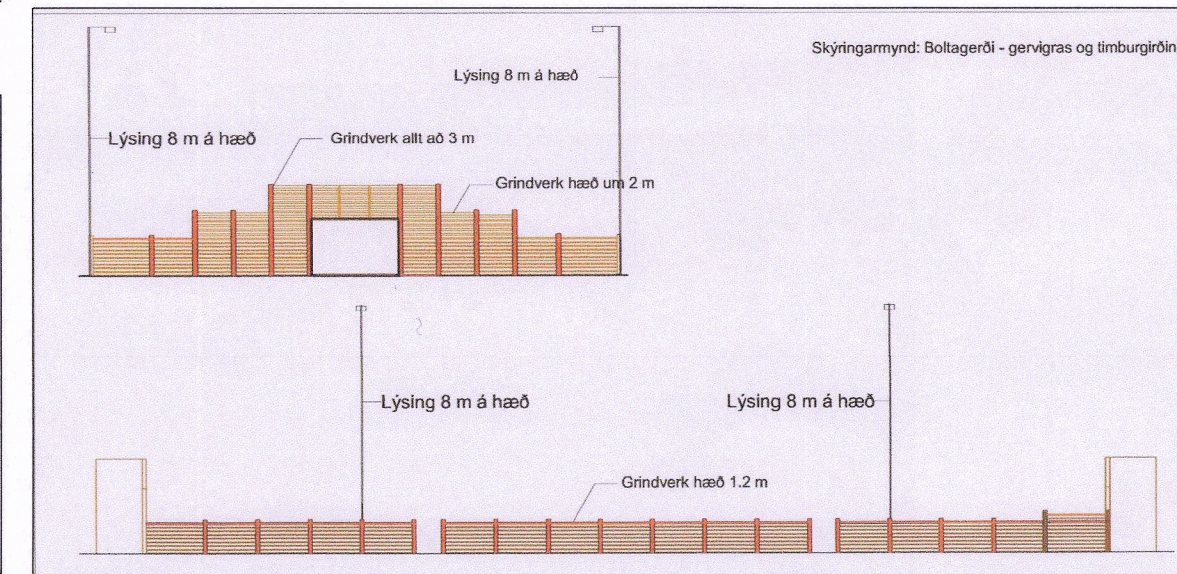 Skýringarmynd: Boltagerði - gervigras og timburgirðin
Lýsing 8 m á hæð
Lýsing 8 m á hæð
Grindverk allt að 3 m
Grindverk hæð um 2 m
Lýsing 8 m á hæð
Lýsing 8 m á hæð
Grindverk hæð 1.2 m